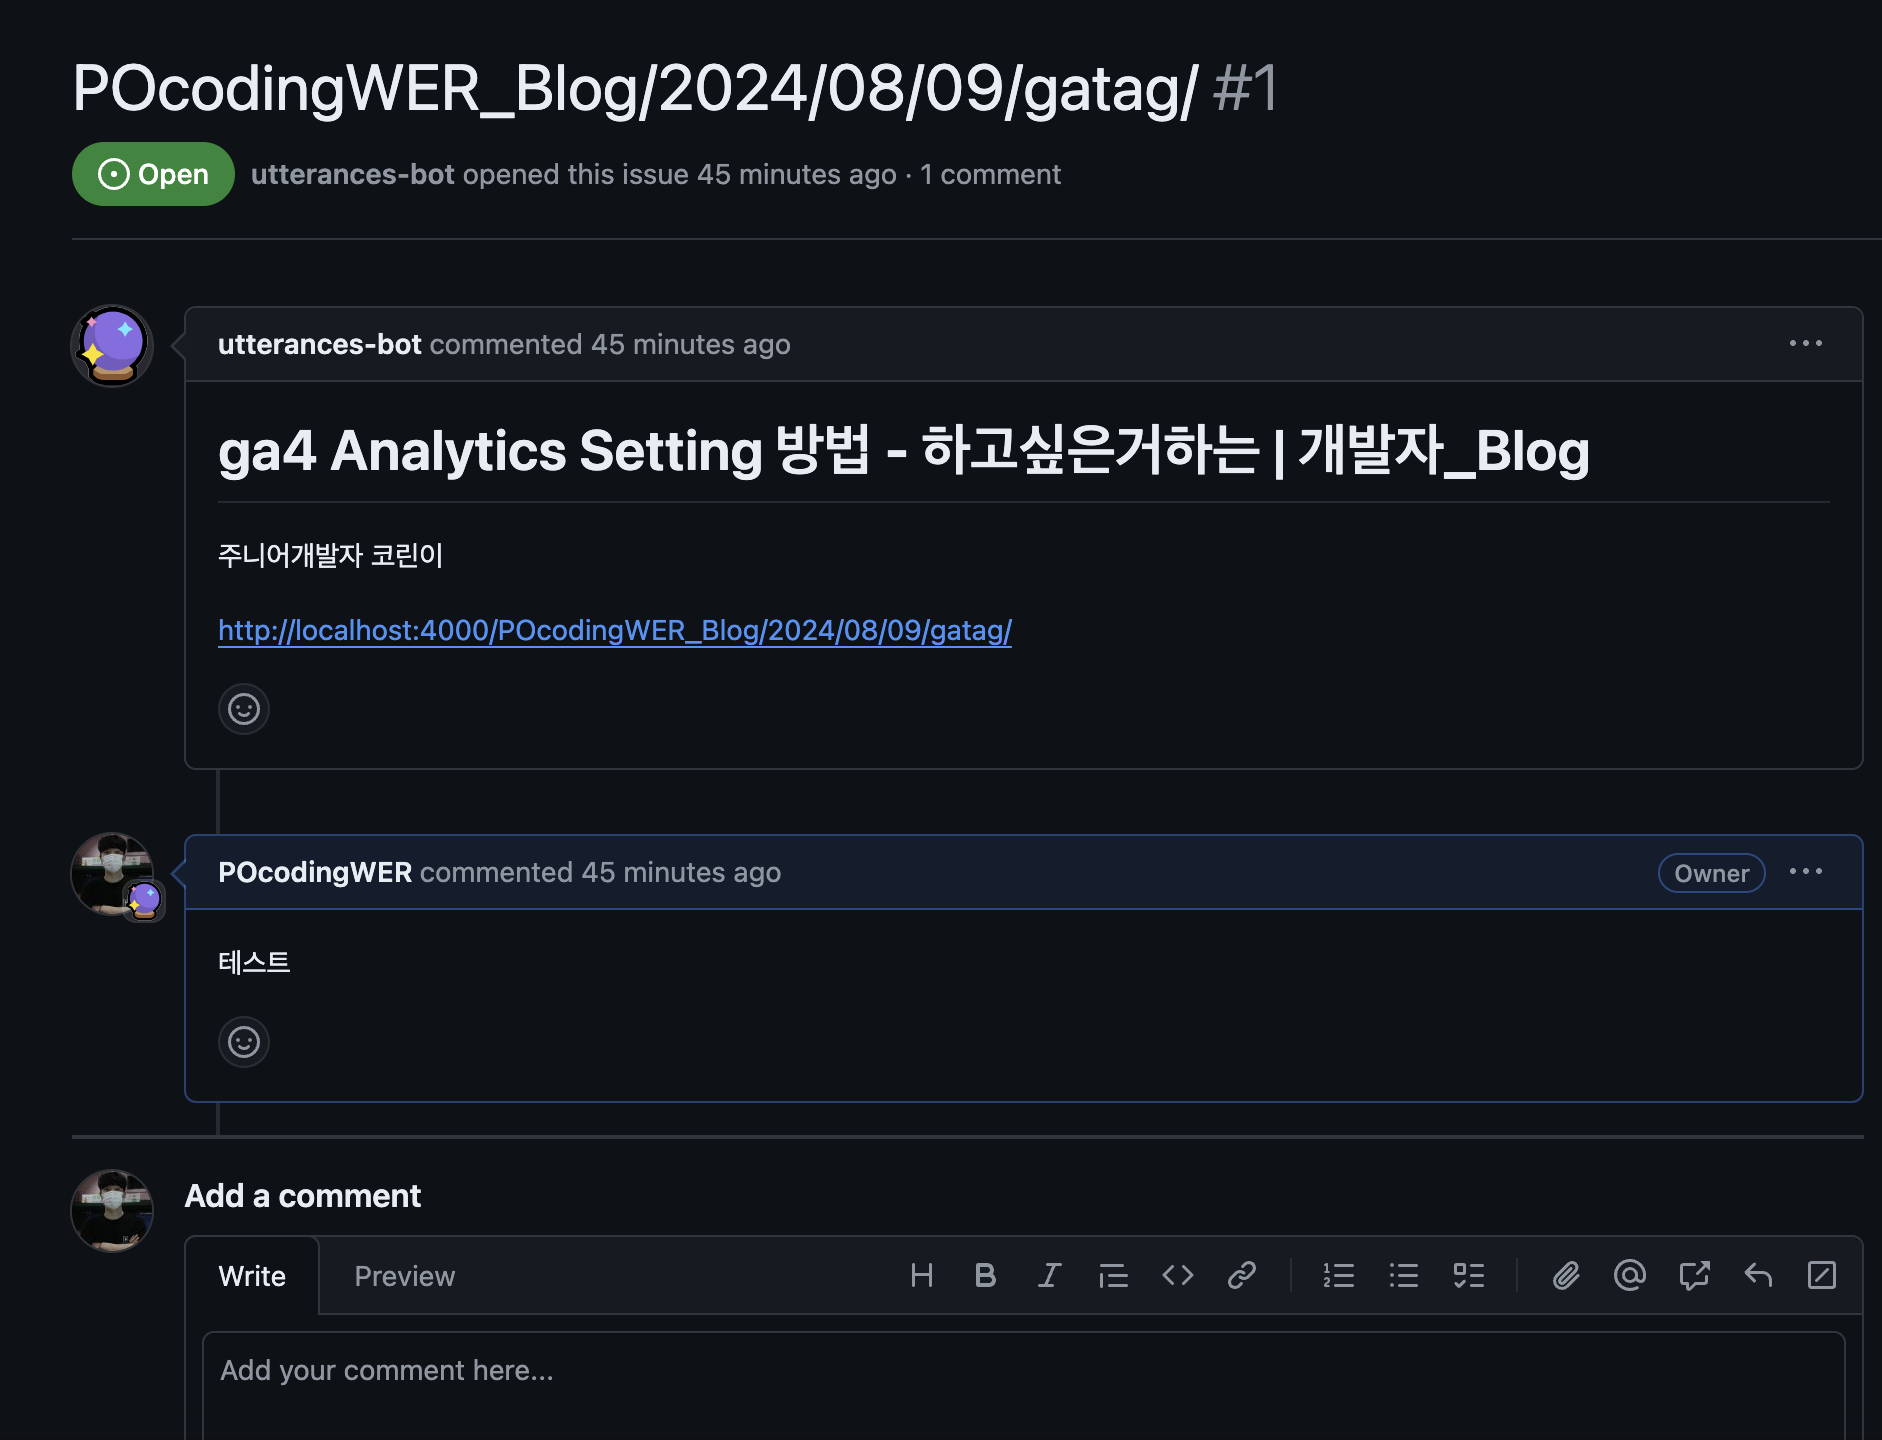 POcodingWER_Blog/2024/08/09/gatag/ #1
Open utterances-bot opened this issue 45 minutes ago · 1 comment
utterances-bot commented 45 minutes ago
ga4 Analytics Setting 방법 - 하고싶은거하는 | 개발자_Blog
주니어개발자 코린이
http://localhost:4000/POcodingWER_Blog/2024/08/09/gatag/
POcodingWER commented 45 minutes ago Owner
테스트
Add a comment
Write Preview
Add your comment here...